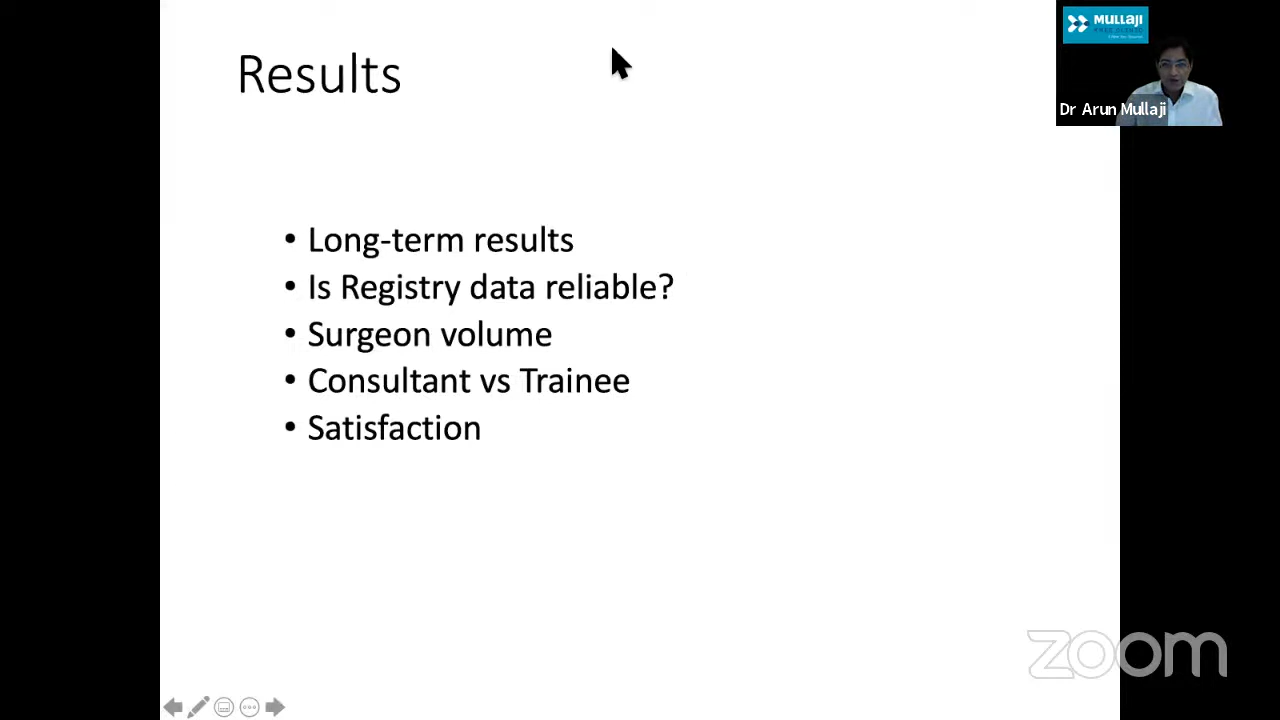 Results
MULLAJI
Dr Arun Mullaji
• Long-term results
• Is Registry data reliable?
• Surgeon volume
• Consultant vs Trainee
• Satisfaction
zoom